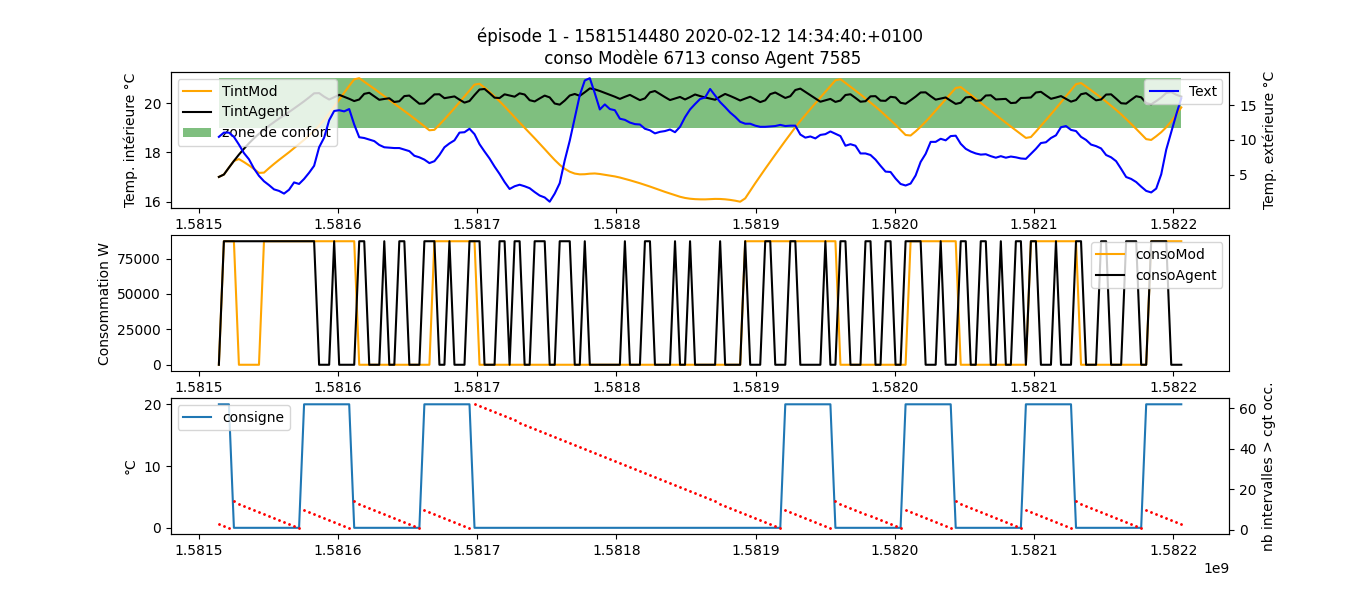 épisode 1 - 1581514480 2020-02-12 14:34:40:+0100
conso Modèle 6713 conso Agent 7585
Temp. intérieure °C
20
18
16
TintMod
TintAgent
zone de confort
Text
15
10
5
Temp. extérieure °C
1.5815 1.5816 1.5817 1.5818 1.5819 1.5820 1.5821 1.5822
Consommation W
75000
50000
25000
0
consoMod
consoAgent
1.5815 1.5816 1.5817 1.5818 1.5819 1.5820 1.5821 1.5822
°C
20
10
0
consigne
60
40
20
0
nb intervalles > cgt occ.
1.5815 1.5816 1.5817 1.5818 1.5819 1.5820 1.5821 1.5822
1e9